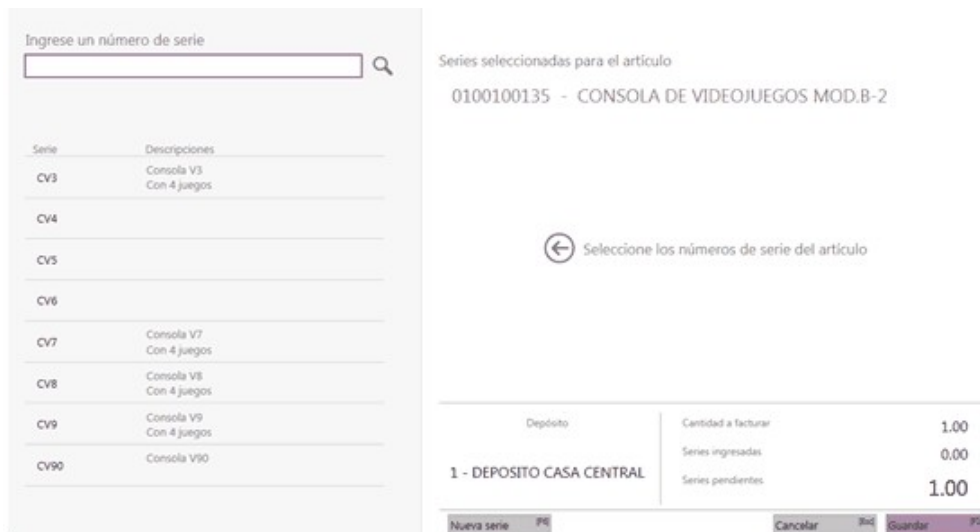 Ingrese un número de serie
Serie Descripciones
CV3 Consola V3
Con 4 juegos
CV4
CV5
CV6
CV7 Consola V7
Con 4 juegos
CV8 Consola V8
Con 4 juegos
CV9 Consola V9
Con 4 juegos
CV90 Consola V90
Series seleccionadas para el artículo
0100100135 - CONSOLA DE VIDEOJUEGOS MOD.B-2
Seleccione los números de serie del artículo
Depósito
1 - DEPOSITO CASA CENTRAL
Cantidad a facturar 1.00
Series ingresadas 0.00
Series pendientes 1.00
Nueva serie
Cancelar [Esc] Guardar